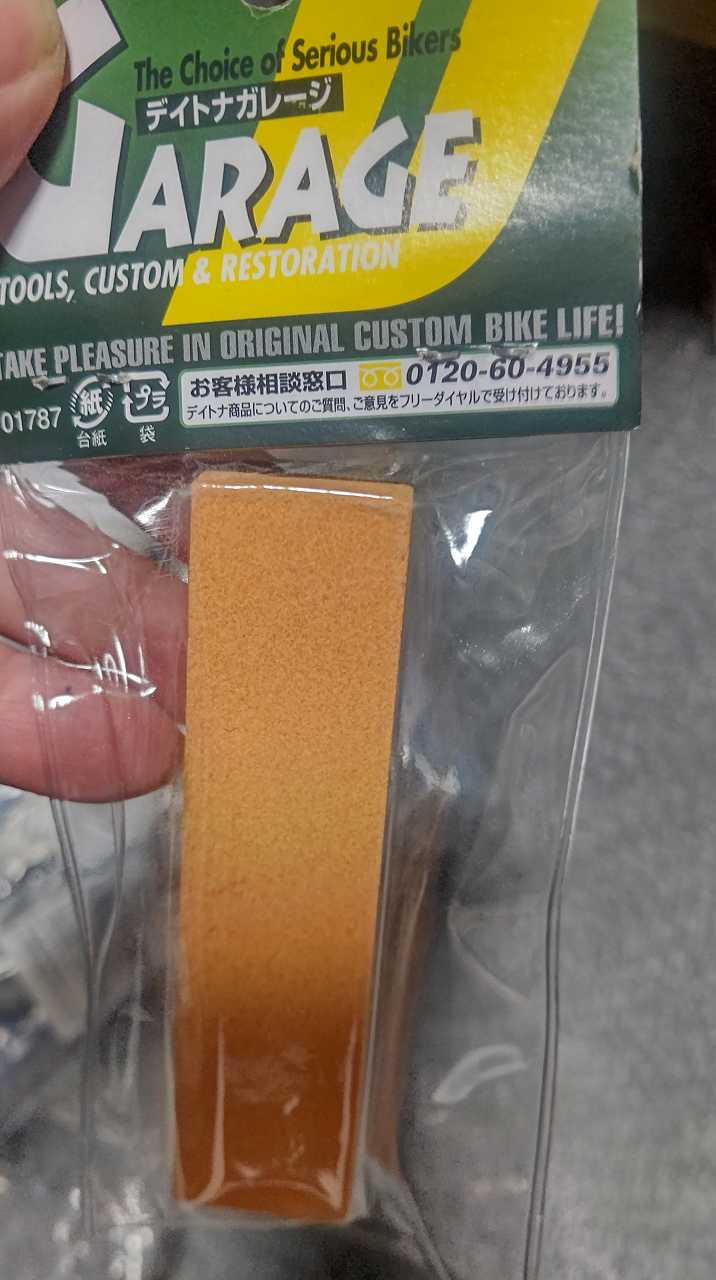 The Choice of Serious Bikers
デイトナガレージ
GARAGE
TOOLS, CUSTOM & RESTORATION
TAKE PLEASURE IN ORIGINAL CUSTOM BIKE LIFE!
お客様相談窓口 0120-60-4955
デイトナ商品についてのご質問、ご意見をフリーダイヤルで受け付けております。
01787 紙 プラ
台紙 袋